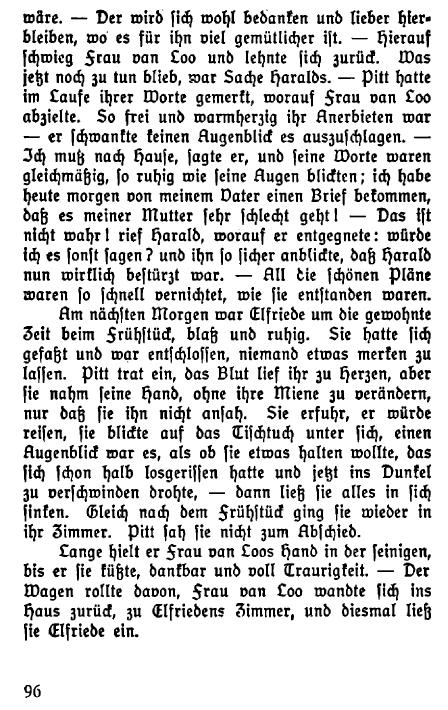 wäre. — Der wird sich wohl bedanken und lieber hier-
bleiben, wo es für ihn viel gemütlicher ist. — Hierauf
schwieg Frau van Loo und lehnte sich zurück. Was
jetzt noch zu tun blieb, war Sache Haralds. — Pitt hatte
im Laufe ihrer Worte gemerkt, worauf Frau van Loo
abzielte. So frei und warmherzig ihr Anerbieten war
— er schwankte keinen Augenblick es auszuschlagen. —
Ich muß nach Hause, sagte er, und seine Worte waren
gleichmäßig, so ruhig wie seine Augen blickten; ich habe
heute morgen von meinem Vater einen Brief bekommen,
daß es meiner Mutter sehr schlecht geht! — Das ist
nicht wahr! rief Harald, worauf er entgegnete: würde
ich es sonst sagen? und ihn so sicher anblickte, daß Harald
nun wirklich bestürzt war. — All die schönen Pläne
waren so schnell vernichtet, wie sie entstanden waren.
Am nächsten Morgen war Elfriede um die gewohnte
Zeit beim Frühstück, blaß und ruhig. Sie hatte sich
gefaßt und war entschlossen, niemand etwas merken zu
lassen. Pitt trat ein, das Blut lief ihr zu Herzen, aber
sie nahm seine Hand, ohne ihre Miene zu verändern,
nur daß sie ihn nicht ansah. Sie erfuhr, er würde
reisen, sie blickte auf das Tischtuch unter sich, einen
Augenblick war es, als ob sie etwas halten wollte, das
sich schon halb losgerissen hatte und jetzt ins Dunkel
zu verschwinden drohte, — dann ließ sie alles in sich
sinken. Gleich nach dem Frühstück ging sie wieder in
ihr Zimmer. Pitt sah sie nicht zum Abschied.
Lange hielt er Frau van Loos Hand in der seinigen,
bis er sie küßte, dankbar und voll Traurigkeit. — Der
Wagen rollte davon, Frau van Loo wandte sich ins
Haus zurück, zu Elfriedens Zimmer, und diesmal ließ
sie Elfriede ein.
96